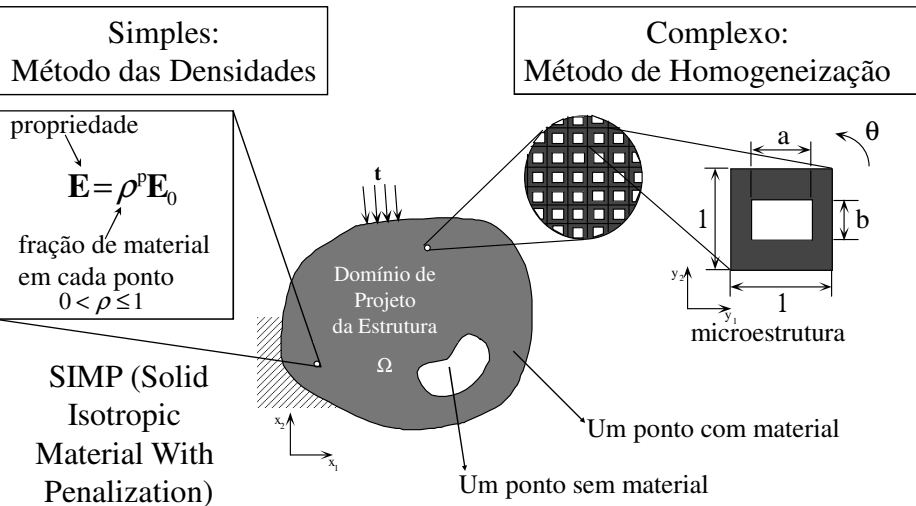 Simples:
Método das Densidades
Complexo:
Método de Homogeneização
propriedade
E = ρᵖE₀
fração de material
em cada ponto
0 < ρ ≤ 1
t
Domínio de
Projeto
da Estrutura
Ω
a
θ
1
b
y₂
y₁
1
microestrutura
SIMP (Solid
Isotropic
Material With
Penalization)
x₂
x₁
Um ponto com material
Um ponto sem material